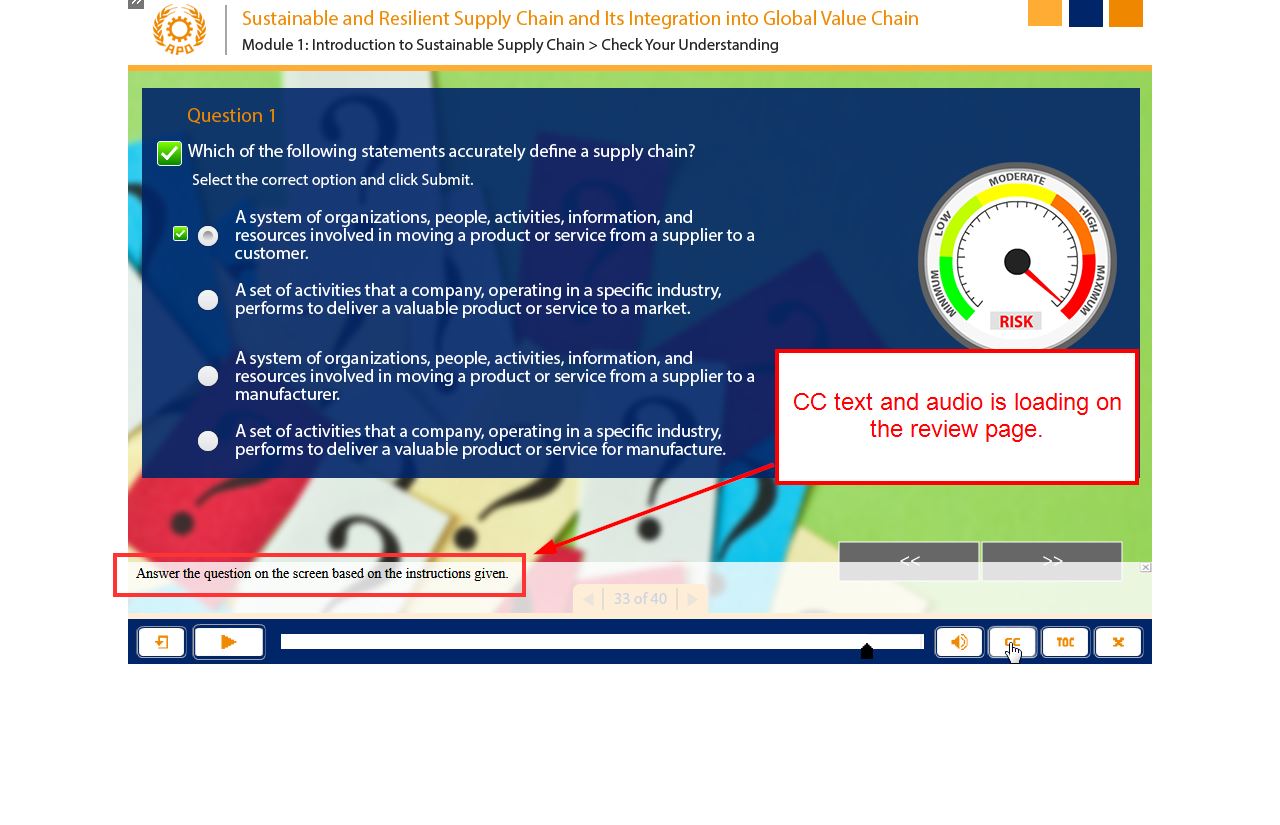 Sustainable and Resilient Supply Chain and Its Integration into Global Value Chain
Module 1: Introduction to Sustainable Supply Chain > Check Your Understanding
APO
Question 1
Which of the following statements accurately define a supply chain?
Select the correct option and click Submit.
A system of organizations, people, activities, information, and
resources involved in moving a product or service from a supplier to a
customer.
A set of activities that a company, operating in a specific industry,
performs to deliver a valuable product or service to a market.
A system of organizations, people, activities, information, and
resources involved in moving a product or service from a supplier to a
manufacturer.
A set of activities that a company, operating in a specific industry,
performs to deliver a valuable product or service for manufacture.
MINIMUM
LOW
MODERATE
HIGH
MAXIMUM
RISK
CC text and audio is loading on
the review page.
<< >>
Answer the question on the screen based on the instructions given.
33 of 40
CC TOC